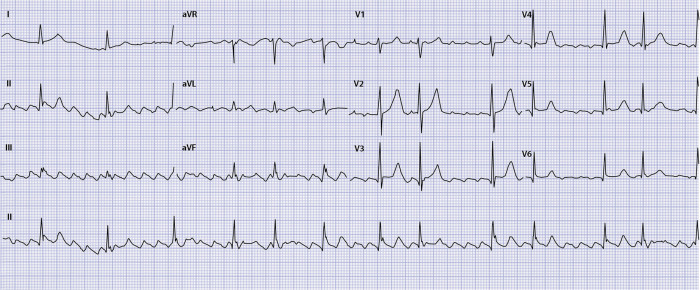 I aVR V1 V4
II aVL V2 V5
III aVF V3 V6
II